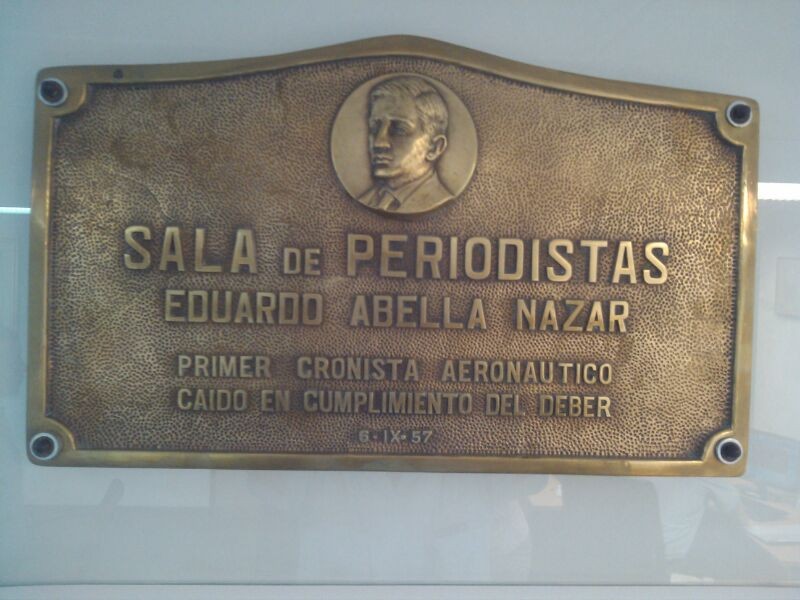 SALA DE PERIODISTAS
EDUARDO ABELLA NAZAR
PRIMER CRONISTA AERONAUTICO
CAIDO EN CUMPLIMIENTO DEL DEBER
6·IX·57